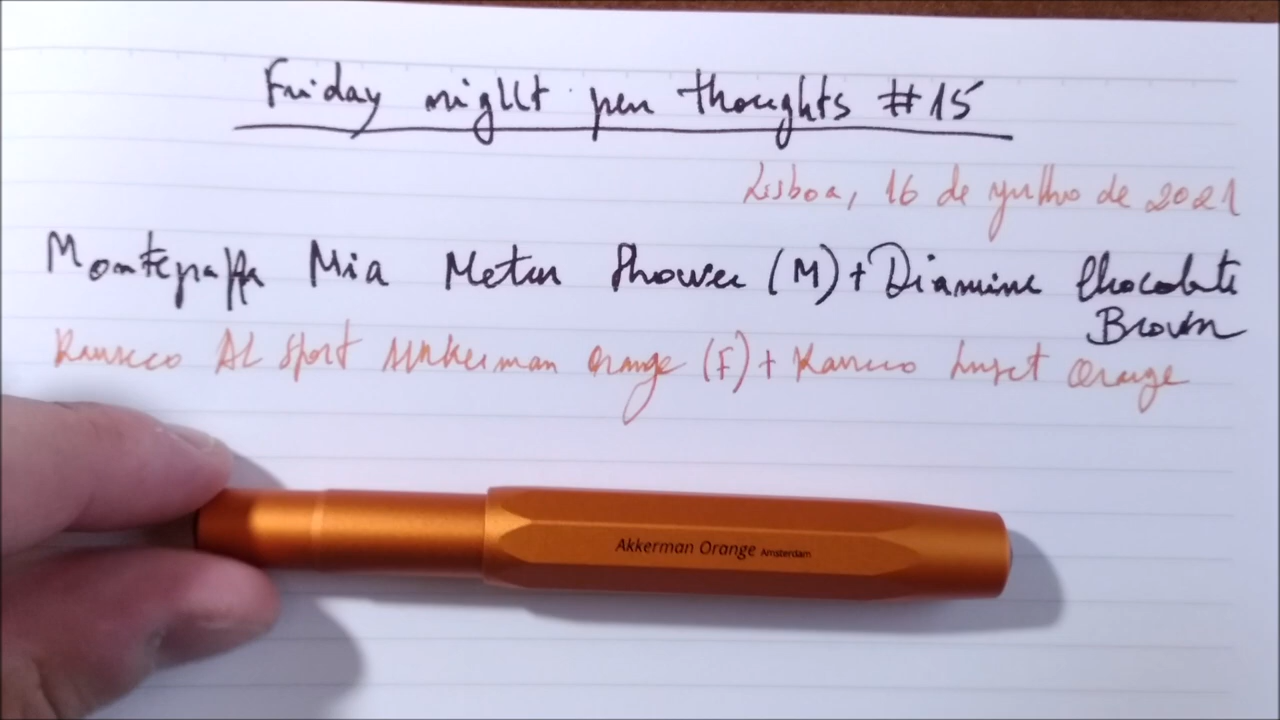 Friday night pen thoughts #15
Lisboa, 16 de julho de 2021
Montegrappa Mia Meteor Shower (M) + Diamine Chocolate
Brown
Kaweco AL Sport Akkerman Orange (F) + Kaweco Sunset Orange
Akkerman Orange Amsterdam